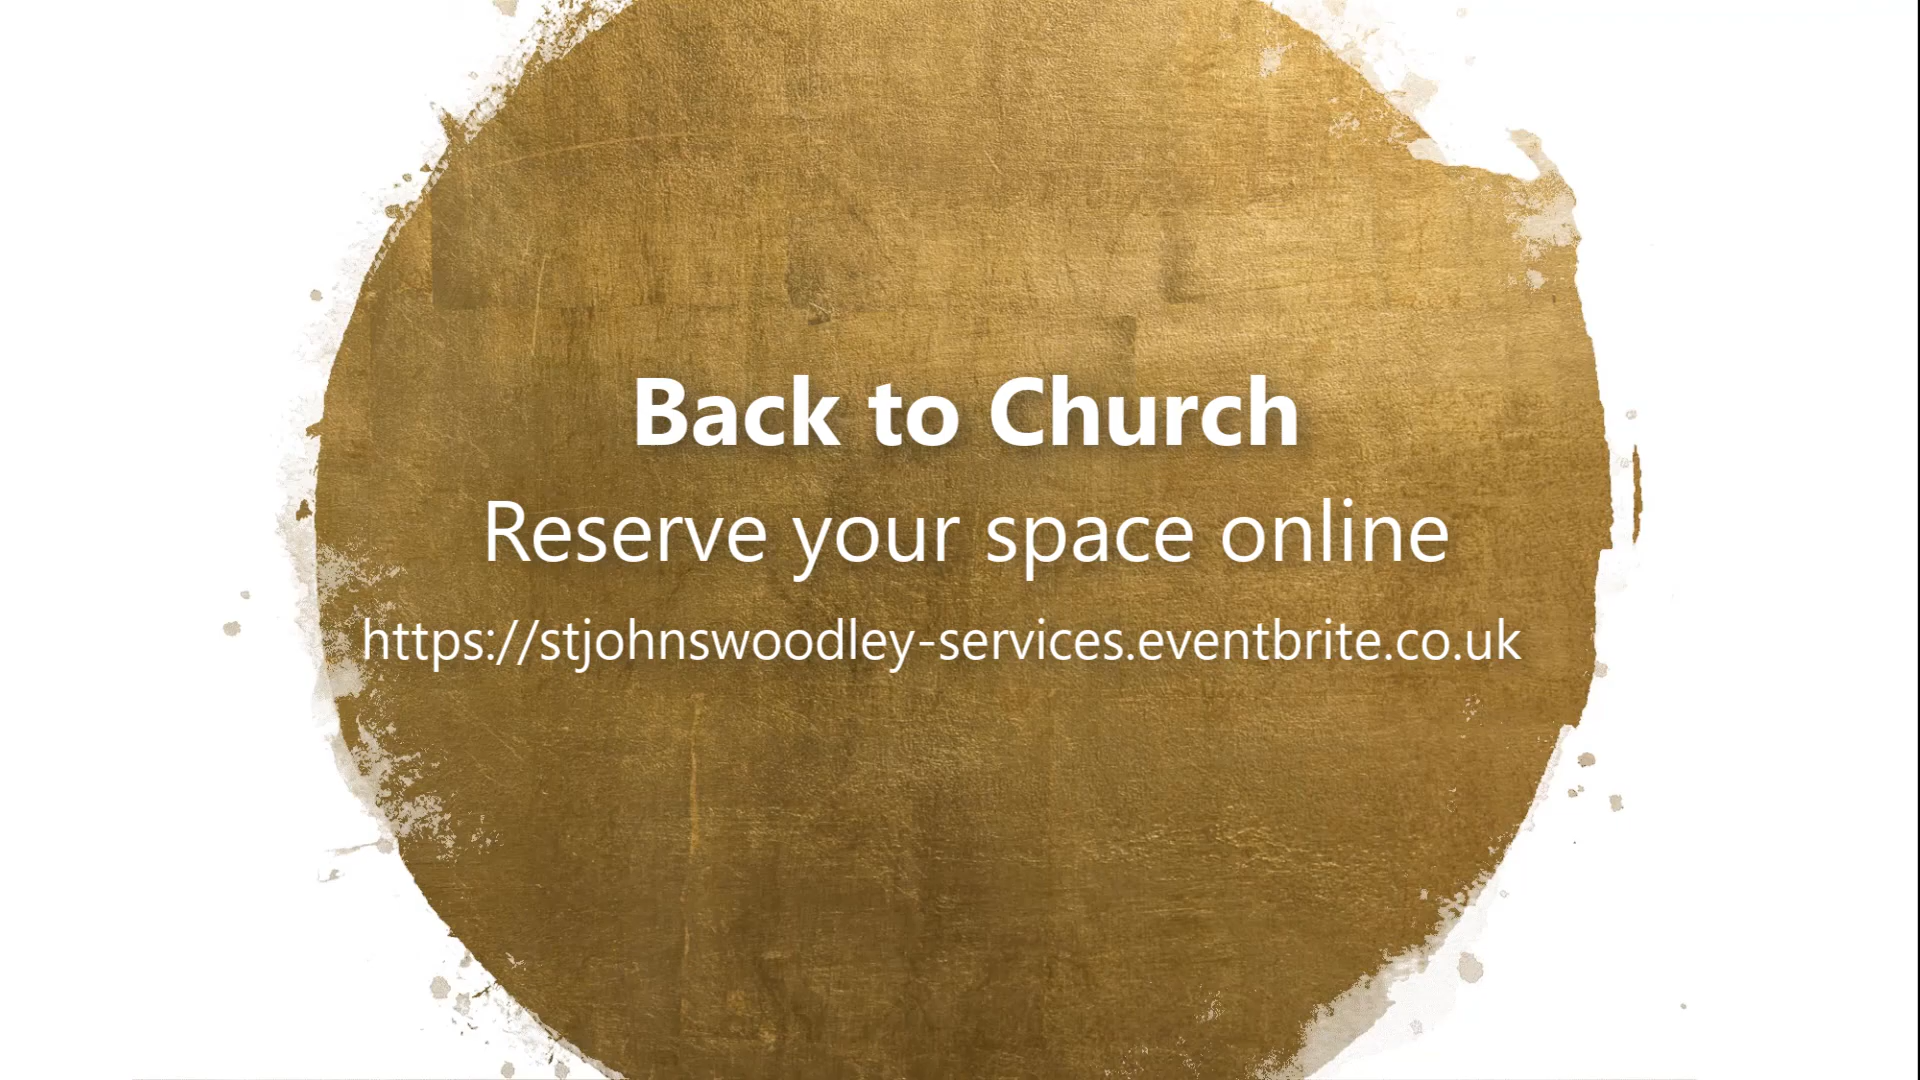 Back to Church
Reserve your space online
https://stjohnswoodley-services.eventbrite.co.uk